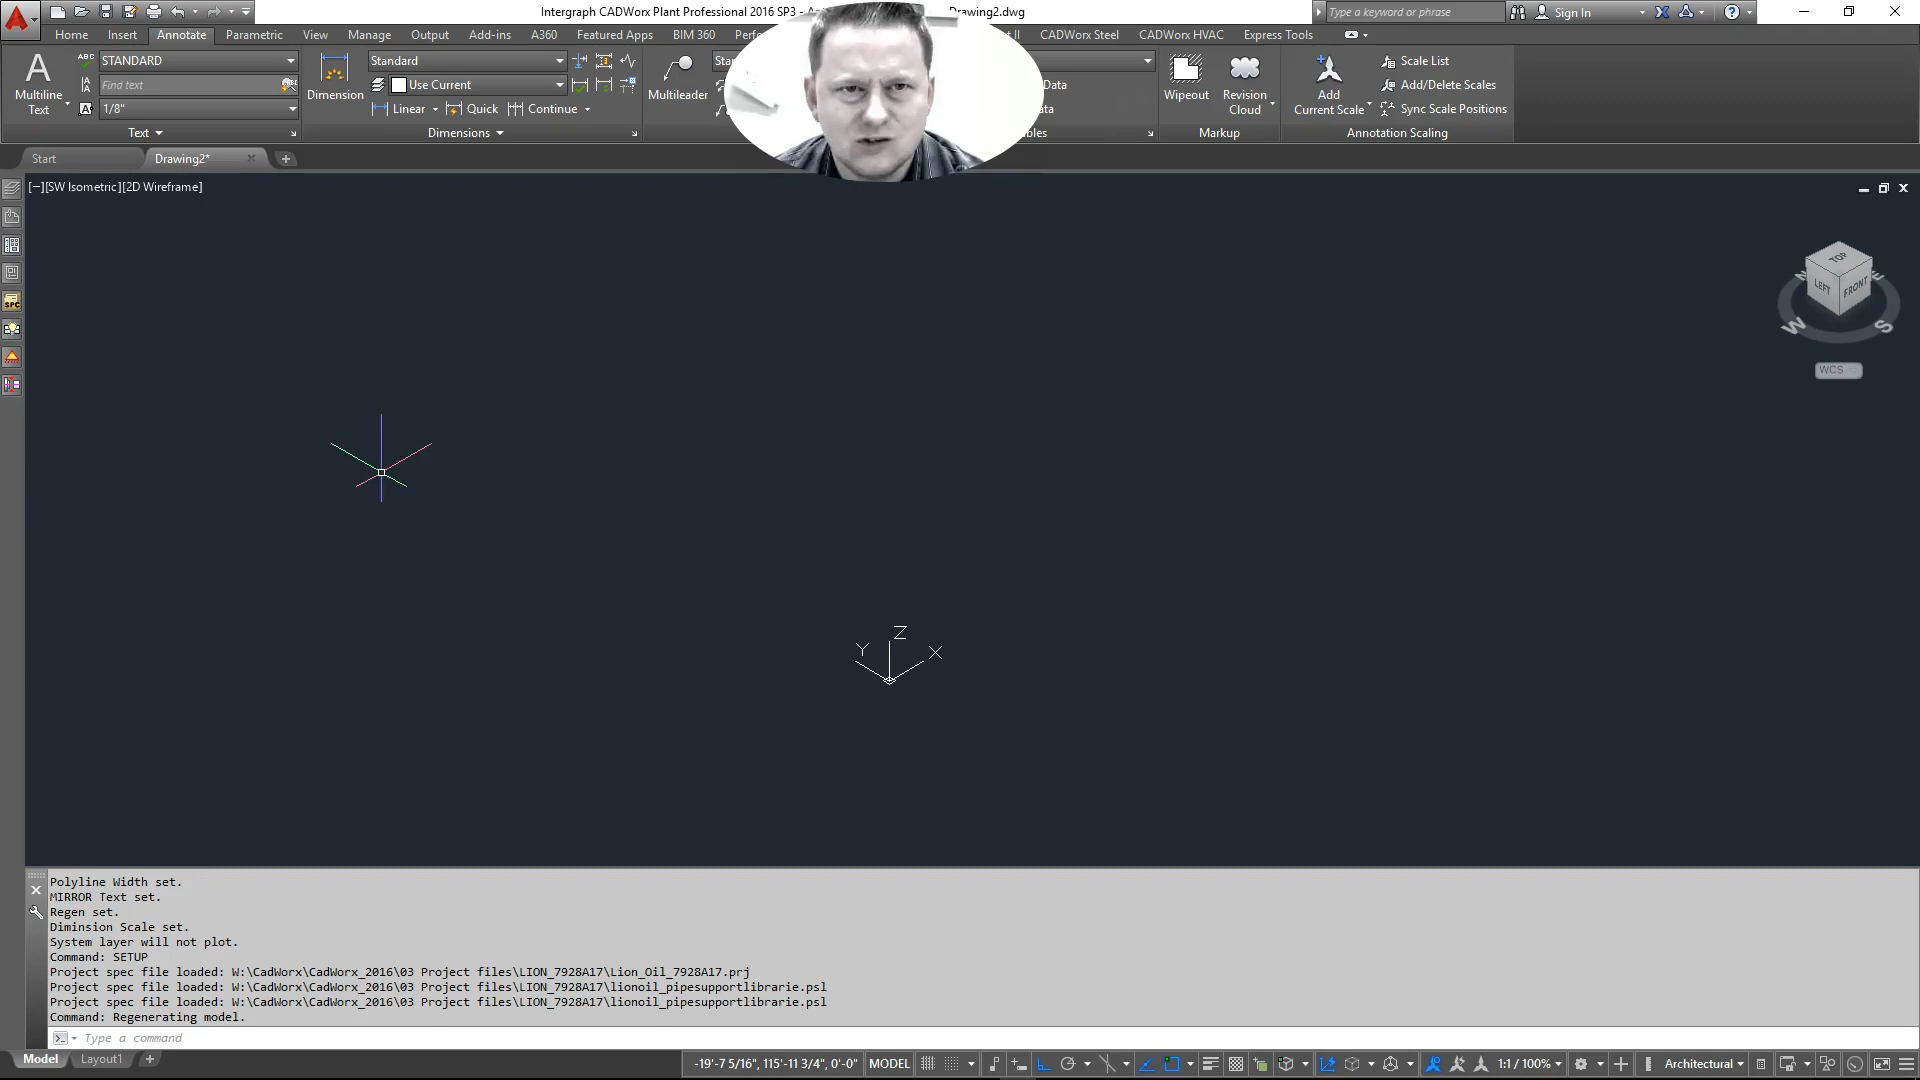 Intergraph CADWorx Plant Professional 2016 SP3 -
Drawing2.dwg
Type a keyword or phrase
Sign In
Home Insert Annotate Parametric View Manage Output Add-ins A360 Featured Apps BIM 360
CADWorx Steel CADWorx HVAC Express Tools
Multiline
Text
ABC
STANDARD
Find text
1/8"
Text
Dimension
Standard
Use Current
Linear
Quick
Continue
Dimensions
Multileader
Wipeout
Revision
Cloud
Markup
Add
Current Scale
Scale List
Add/Delete Scales
Sync Scale Positions
Annotation Scaling
Start
Drawing2*
[−][SW Isometric][2D Wireframe]
SPC
TOP
LEFT
FRONT
N
E
W
S
WCS
Z
Y
X
Polyline Width set.
MIRROR Text set.
Regen set.
Diminsion Scale set.
System layer will not plot.
Command: SETUP
Project spec file loaded: W:\CadWorx\CadWorx_2016\03 Project files\LION_7928A17\Lion_Oil_7928A17.prj
Project spec file loaded: W:\CadWorx\CadWorx_2016\03 Project files\LION_7928A17\lionoil_pipesupportlibrarie.psl
Project spec file loaded: W:\CadWorx\CadWorx_2016\03 Project files\LION_7928A17\lionoil_pipesupportlibrarie.psl
Command: Regenerating model.
Type a command
Model
Layout1
-19'-7 5/16", 115'-11 3/4", 0'-0"
MODEL
1:1 / 100%
Architectural